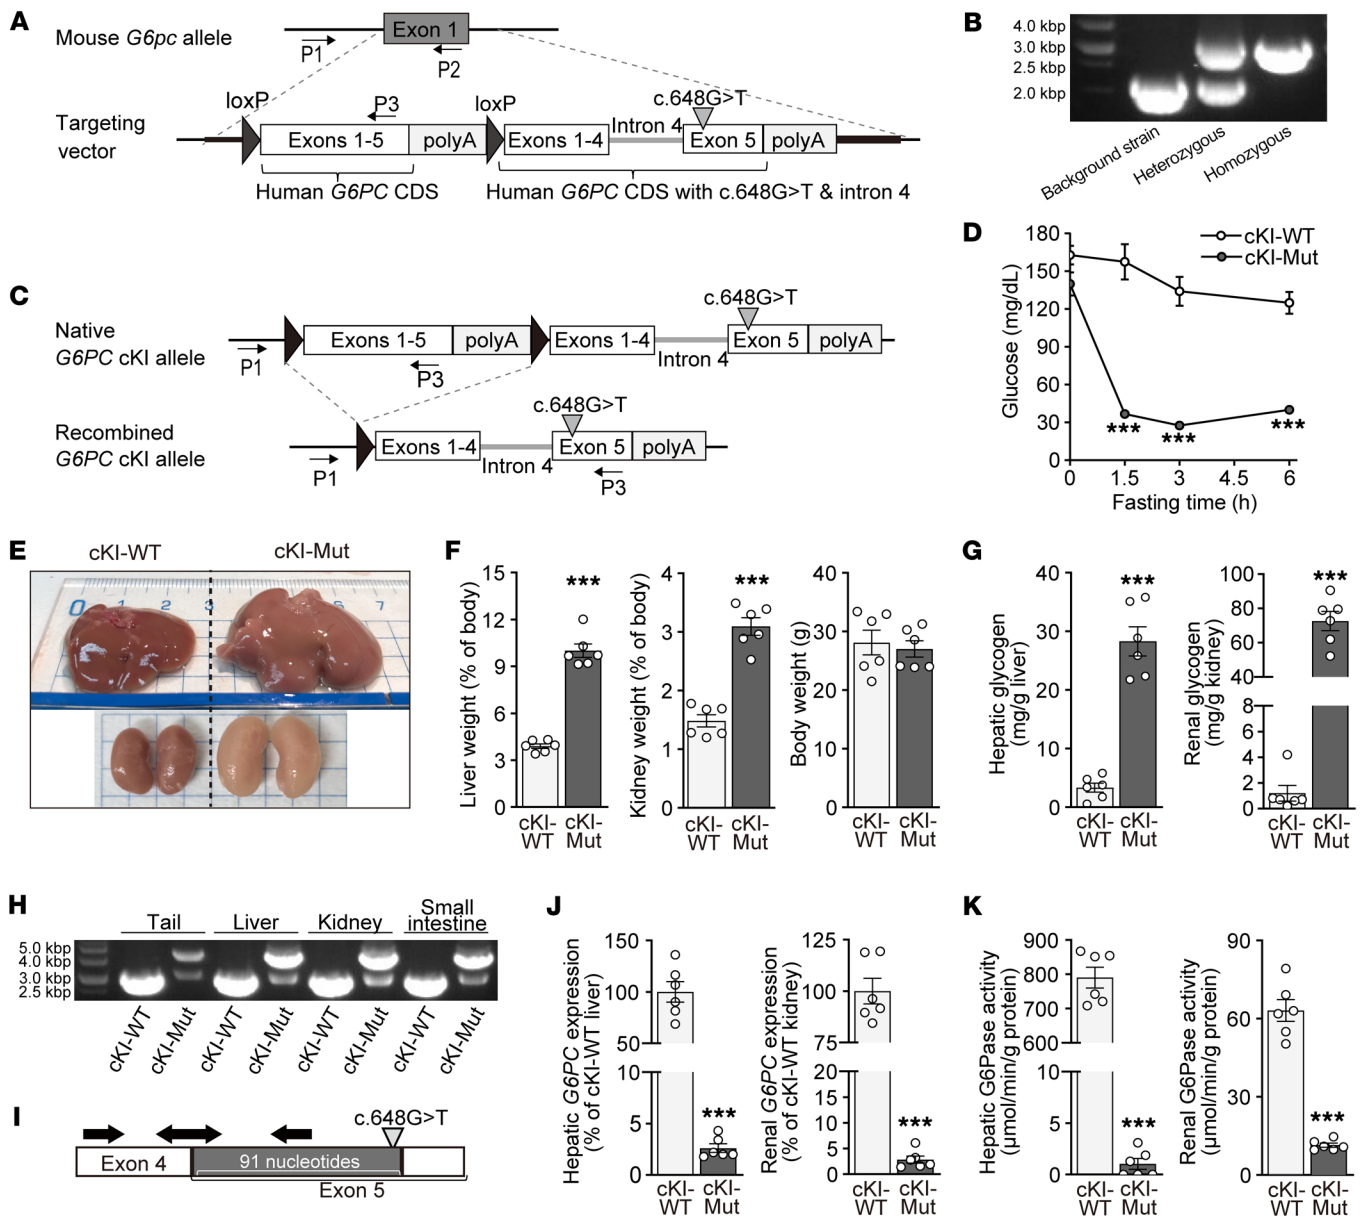 A
Mouse G6pc allele
Exon 1
P1
P2
loxP
P3
loxP
c.648G>T
Targeting
vector
Exons 1-5
polyA
Exons 1-4
Intron 4
Exon 5
polyA
Human G6PC CDS
Human G6PC CDS with c.648G>T & intron 4
B
4.0 kbp
3.0 kbp
2.5 kbp
2.0 kbp
Background strain
Heterozygous
Homozygous
C
c.648G>T
Native
G6PC cKI allele
Exons 1-5
polyA
Exons 1-4
Intron 4
Exon 5
polyA
P1
P3
c.648G>T
Recombined
G6PC cKI allele
Exons 1-4
Intron 4
Exon 5
polyA
P1
P3
D
Glucose (mg/dL)
180
150
120
90
60
30
0
cKI-WT
cKI-Mut
***
***
***
0
1.5
3
4.5
6
Fasting time (h)
E
cKI-WT
cKI-Mut
0
1
2
3
6
7
F
Liver weight (% of body)
15
12
9
6
3
0
***
cKI-
WT
cKI-
Mut
Kidney weight (% of body)
4
3
2
1
0
***
cKI-
WT
cKI-
Mut
Body weight (g)
40
30
20
10
0
cKI-
WT
cKI-
Mut
G
Hepatic glycogen
(mg/g liver)
40
30
20
10
0
***
cKI-
WT
cKI-
Mut
Renal glycogen
(mg/g kidney)
100
80
60
40
8
6
4
2
0
***
cKI-
WT
cKI-
Mut
H
Tail
Liver
Kidney
Small
intestine
5.0 kbp
4.0 kbp
3.0 kbp
2.5 kbp
cKI-WT
cKI-Mut
cKI-WT
cKI-Mut
cKI-WT
cKI-Mut
cKI-WT
cKI-Mut
I
c.648G>T
Exon 4
91 nucleotides
Exon 5
J
Hepatic G6PC expression
(% of cKI-WT liver)
150
100
50
10
5
0
***
cKI-
WT
cKI-
Mut
Renal G6PC expression
(% of cKI-WT kidney)
125
100
75
20
15
10
5
0
***
cKI-
WT
cKI-
Mut
K
Hepatic G6Pase activity
(μmol/min/g protein)
900
800
700
600
10
5
0
***
cKI-
WT
cKI-
Mut
Renal G6Pase activity
(μmol/min/g protein)
90
60
30
0
***
cKI-
WT
cKI-
Mut